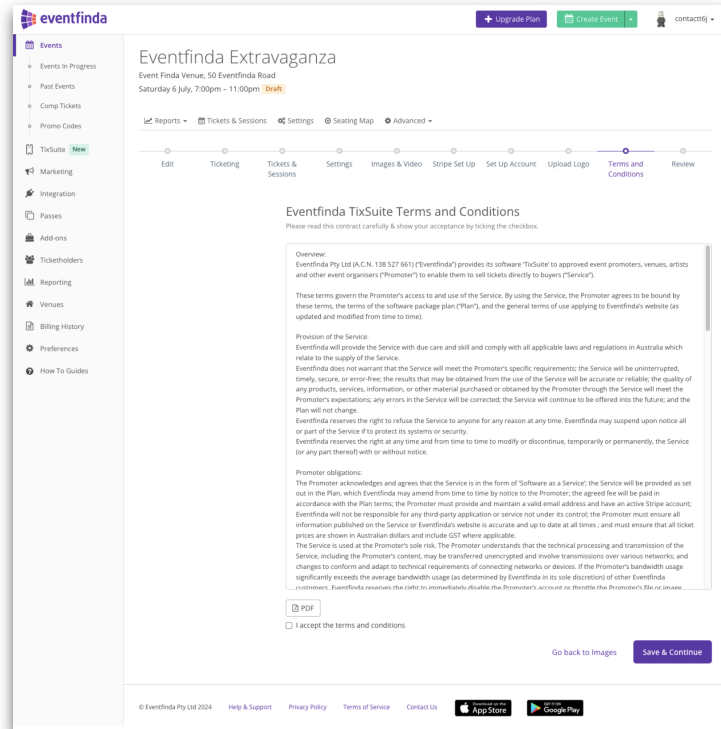 eventfinda
Upgrade Plan
Create Event
contactt6j
Events
Events In Progress
Past Events
Comp Tickets
Promo Codes
TixSuite New
Marketing
Integration
Passes
Add-ons
Ticketholders
Reporting
Venues
Billing History
Preferences
How To Guides
Eventfinda Extravaganza
Event Finda Venue, 50 Eventfinda Road
Saturday 6 July, 7:00pm – 11:00pm Draft
Reports Tickets & Sessions Settings Seating Map Advanced
Edit
Ticketing
Tickets &
Sessions
Settings
Images & Video
Stripe Set Up
Set Up Account
Upload Logo
Terms and
Conditions
Review
Eventfinda TixSuite Terms and Conditions
Please read this contract carefully & show your acceptance by ticking the checkbox.
Overview:
Eventfinda Pty Ltd (A.C.N. 138 527 661) ("Eventfinda") provides its software 'TixSuite" to approved event promoters, venues, artists
and other event organisers ("Promoter") to enable them to sell tickets directly to buyers ("Service").
These terms govern the Promoter's access to and use of the Service. By using the Service, the Promoter agrees to be bound by
these terms, the terms of the software package plan ("Plan"), and the general terms of use applying to Eventfinda's website (as
updated and modified from time to time).
Provision of the Service:
Eventfinda will provide the Service with due care and skill and comply with all applicable laws and regulations in Australia which
relate to the supply of the Service.
Eventfinda does not warrant that the Service will meet the Promoter's specific requirements; the Service will be uninterrupted,
timely, secure, or error-free; the results that may be obtained from the use of the Service will be accurate or reliable; the quality of
any products, services, information, or other material purchased or obtained by the Promoter through the Service will meet the
Promoter's expectations; any errors in the Service will be corrected; the Service will continue to be offered into the future; and the
Plan will not change.
Eventfinda reserves the right to refuse the Service to anyone for any reason at any time. Eventfinda may suspend upon notice all
or part of the Service if to protect its systems or security.
Eventfinda reserves the right at any time and from time to time to modify or discontinue, temporarily or permanently, the Service
(or any part thereof) with or without notice.
Promoter obligations:
The Promoter acknowledges and agrees that the Service is in the form of 'Software as a Service'; the Service will be provided as set
out in the Plan, which Eventfinda may amend from time to time by notice to the Promoter; the agreed fee will be paid in
accordance with the Plan terms; the Promoter must provide and maintain a valid email address and have an active Stripe account;
Eventfinda will not be responsible for any third-party application or service not under its control; the Promoter must ensure all
information published on the Service or Eventfinda's website is accurate and up to date at all times ; and must ensure that all ticket
prices are shown in Australian dollars and include GST where applicable.
The Service is used at the Promoter's sole risk. The Promoter understands that the technical processing and transmission of the
Service, including the Promoter's content, may be transferred unencrypted and involve transmissions over various networks; and
changes to conform and adapt to technical requirements of connecting networks or devices. If the Promoter's bandwidth usage
significantly exceeds the average bandwidth usage (as determined by Eventfinda in its sole discretion) of other Eventfinda
customers, Eventfinda reserves the right to immediately disable the Promoter's account or throttle the Promoter's file or image
PDF
I accept the terms and conditions
Go back to Images
Save & Continue
© Eventfinda Pty Ltd 2024 Help & Support Privacy Policy Terms of Service Contact Us
Download on the
App Store
GET IT ON
Google Play